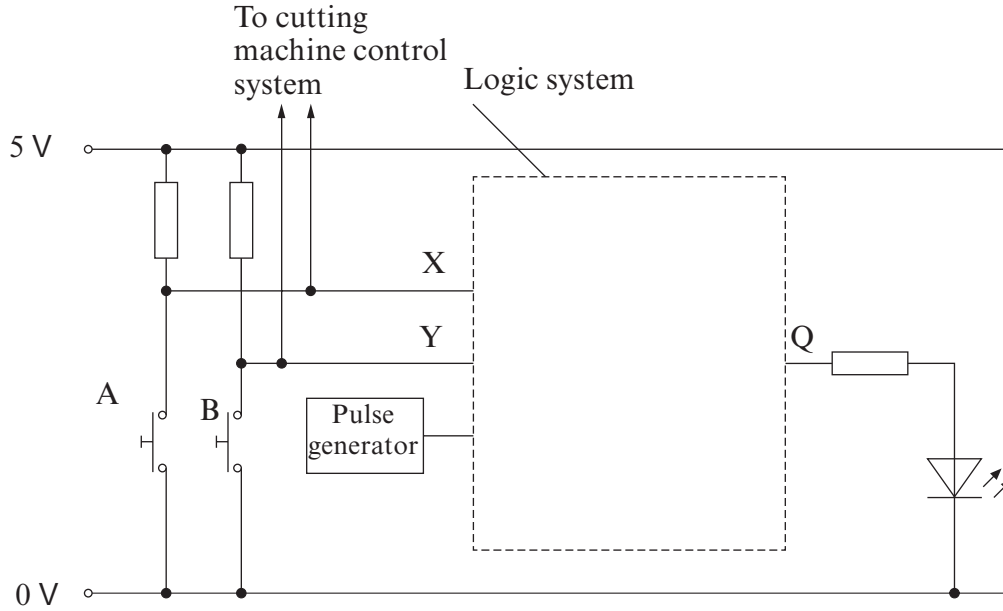 To cutting
machine control
system
Logic system
5 V
X
Y
Q
A
B
Pulse
generator
0 V